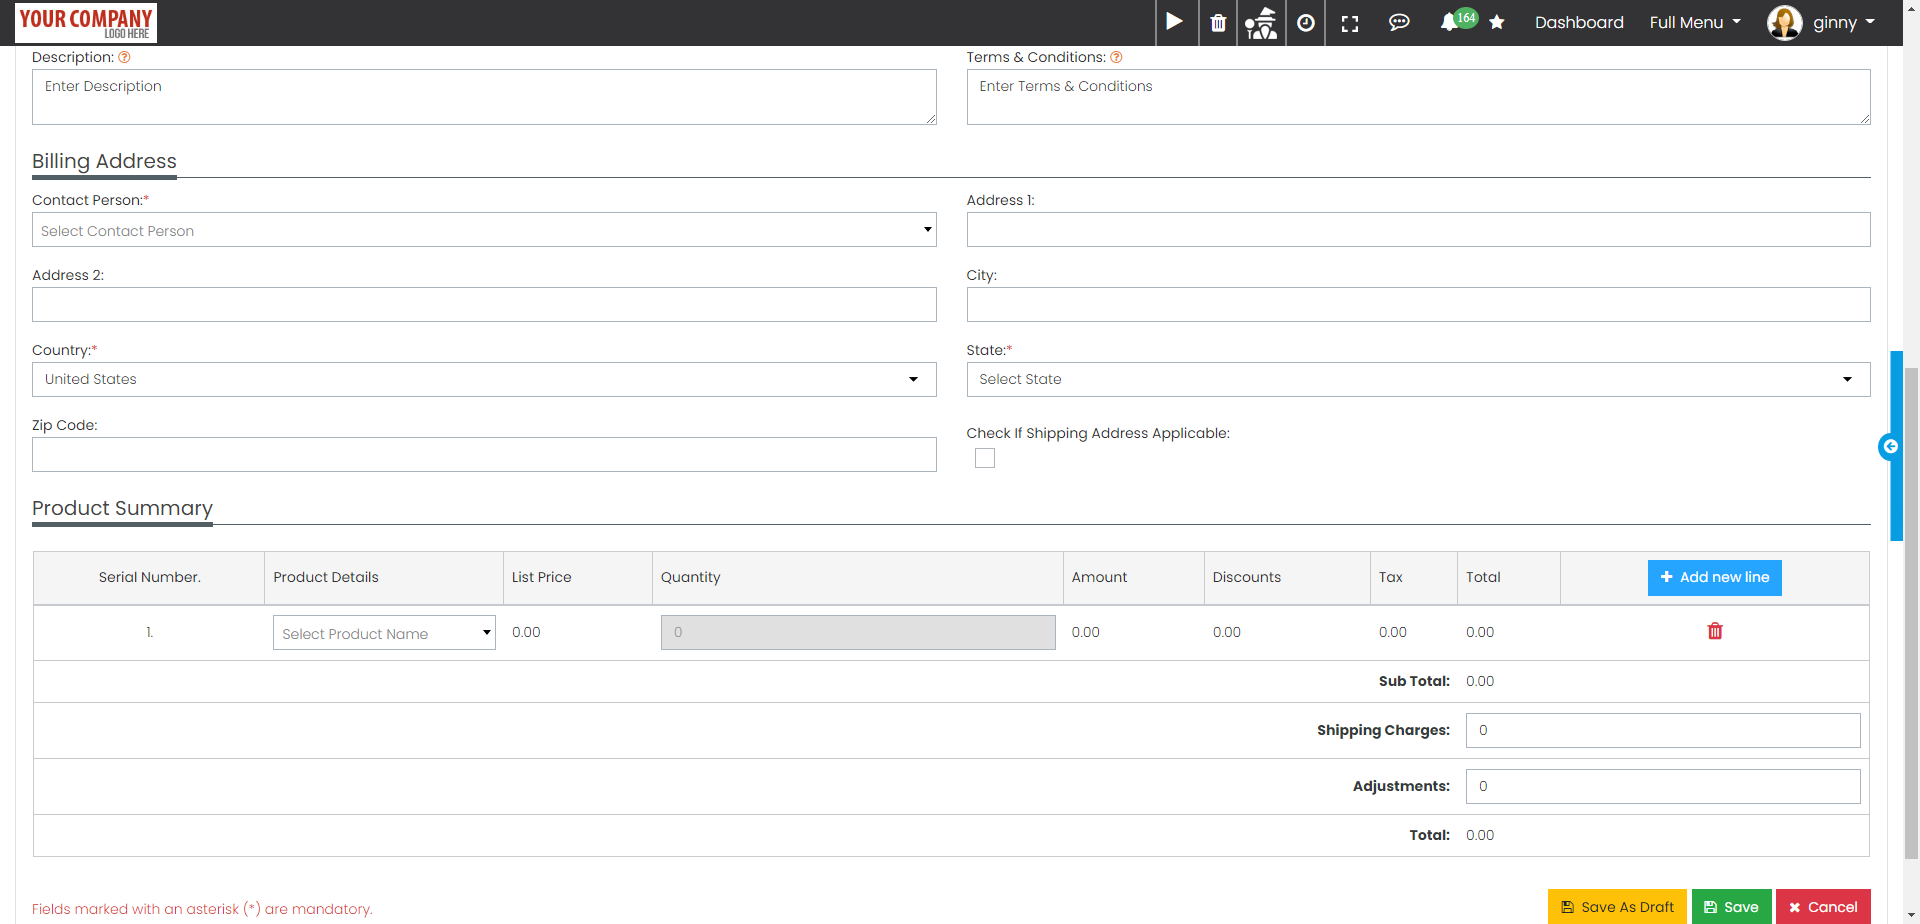 YOUR COMPANY
LOGO HERE
164
Dashboard
Full Menu
ginny
Description:
Terms & Conditions:
Enter Description
Enter Terms & Conditions
Billing Address
Contact Person:*
Address 1:
Select Contact Person
Address 2:
City:
Country:*
State:*
United States
Select State
Zip Code:
Check If Shipping Address Applicable:
Product Summary
Serial Number. Product Details List Price Quantity Amount Discounts Tax Total + Add new line
1. Select Product Name 0.00 0 0.00 0.00 0.00 0.00
Sub Total: 0.00
Shipping Charges: 0
Adjustments: 0
Total: 0.00
Fields marked with an asterisk (*) are mandatory.
Save As Draft
Save
Cancel